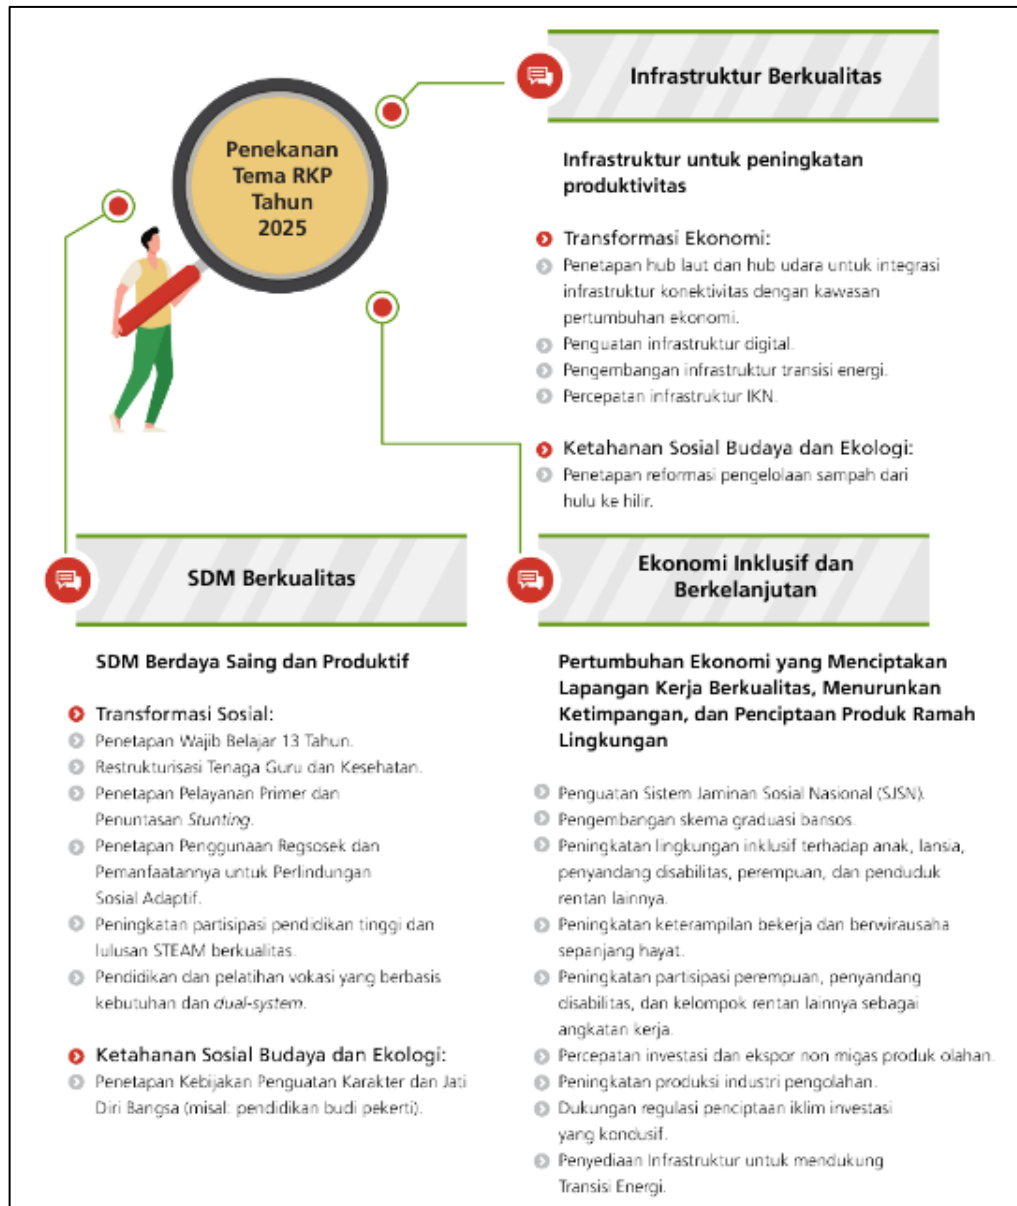 Penekanan
Tema RKP
Tahun
2025
Infrastruktur Berkualitas
Infrastruktur untuk peningkatan
produktivitas
Transformasi Ekonomi:
Penetapan hub laut dan hub udara untuk integrasi
infrastruktur konektivitas dengan kawasan
pertumbuhan ekonomi.
Penguatan infrastruktur digital.
Pengembangan infrastruktur transisi energi.
Percepatan infrastruktur IKN.
Ketahanan Sosial Budaya dan Ekologi:
Penetapan reformasi pengelolaan sampah dari
hulu ke hilir.
SDM Berkualitas
SDM Berdaya Saing dan Produktif
Transformasi Sosial:
Penetapan Wajib Belajar 13 Tahun.
Restrukturisasi Tenaga Guru dan Kesehatan.
Penetapan Pelayanan Primer dan
Penuntasan Stunting.
Penetapan Penggunaan Regsosek dan
Pemanfaatannya untuk Perlindungan
Sosial Adaptif.
Peningkatan partisipasi pendidikan tinggi dan
lulusan STEAM berkualitas.
Pendidikan dan pelatihan vokasi yang berbasis
kebutuhan dan dual-system.
Ketahanan Sosial Budaya dan Ekologi:
Penetapan Kebijakan Penguatan Karakter dan Jati
Diri Bangsa (misal: pendidikan budi pekerti).
Ekonomi Inklusif dan
Berkelanjutan
Pertumbuhan Ekonomi yang Menciptakan
Lapangan Kerja Berkualitas, Menurunkan
Ketimpangan, dan Penciptaan Produk Ramah
Lingkungan
Penguatan Sistem Jaminan Sosial Nasional (SJSN).
Pengembangan skema graduasi bansos.
Peningkatan lingkungan inklusif terhadap anak, lansia,
penyandang disabilitas, perempuan, dan penduduk
rentan lainnya.
Peningkatan keterampilan bekerja dan berwirausaha
sepanjang hayat.
Peningkatan partisipasi perempuan, penyandang
disabilitas, dan kelompok rentan lainnya sebagai
angkatan kerja.
Percepatan investasi dan ekspor non migas produk olahan.
Peningkatan produksi industri pengolahan.
Dukungan regulasi penciptaan iklim investasi
yang kondusif.
Penyediaan Infrastruktur untuk mendukung
Transisi Energi.